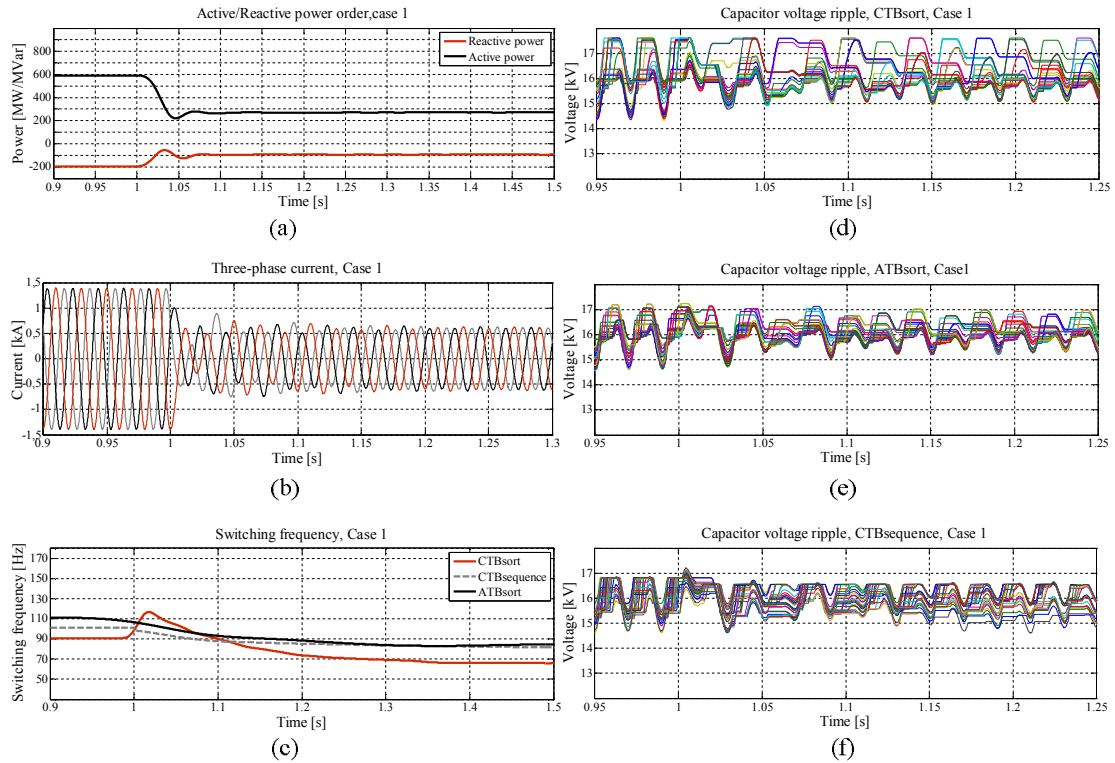 Active/Reactive power order,case 1
Power [MW/MVar]
800
600
400
200
0
-200
Reactive power
Active power
0.9 0.95 1 1.05 1.1 1.15 1.2 1.25 1.3 1.35 1.4 1.45 1.5
Time [s]
(a)
Three-phase current, Case 1
Current [kA]
1,5
1
0,5
0
-0,5
-1
-1,5
0.9 0.95 1 1.05 1.1 1.15 1.2 1.25 1.3
Time [s]
(b)
Switching frequency, Case 1
Switching frequency [Hz]
170
150
130
110
90
70
50
CTBsort
CTBsequence
ATBsort
0.9 1 1.1 1.2 1.3 1.4 1.5
Time [s]
(c)
Capacitor voltage ripple, CTBsort, Case 1
Voltage [kV]
17
16
15
14
13
12
0.95 1 1.05 1.1 1.15 1.2 1.25
Time [s]
(d)
Capacitor voltage ripple, ATBsort, Case1
Voltage [kV]
17
16
15
14
13
0.95 1 1.05 1.1 1.15 1.2 1.25
Time [s]
(e)
Capacitor voltage ripple, CTBsequence, Case 1
Voltage [kV]
17
16
15
14
13
0.95 1 1.05 1.1 1.15 1.2 1.25
Time [s]
(f)